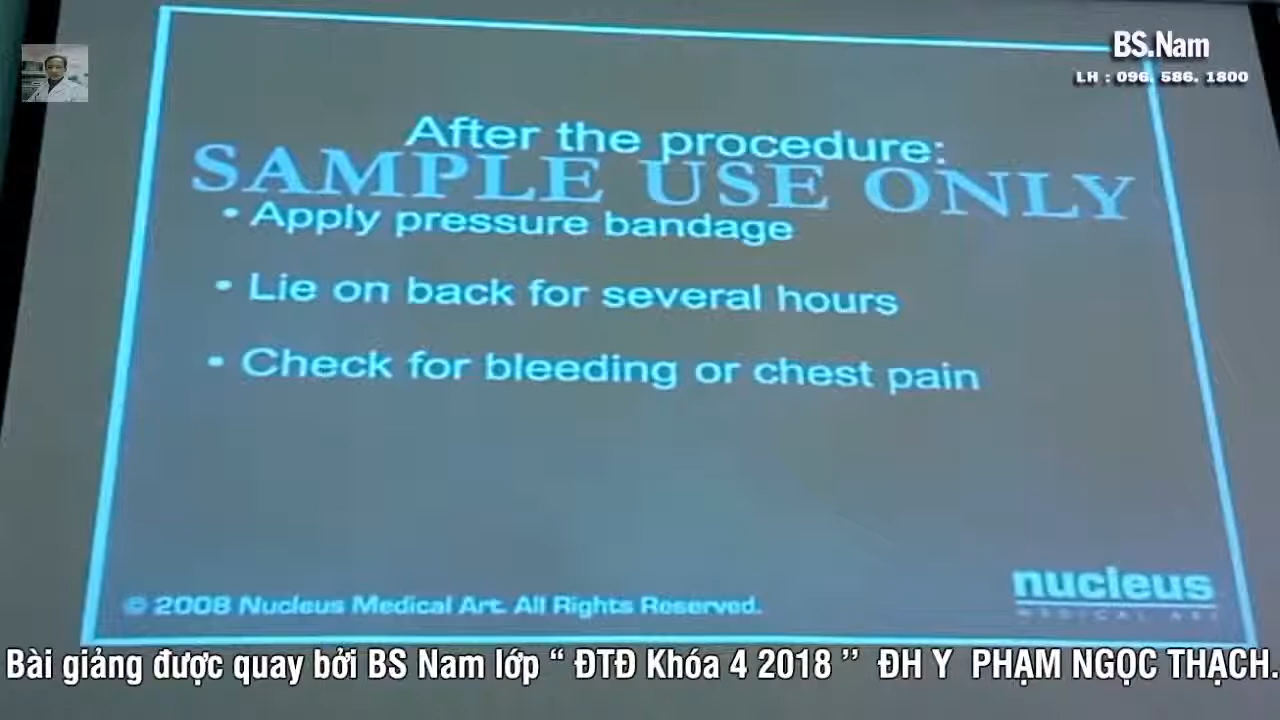 BS.Nam
LH : 096. 586. 1800
After the procedure:
SAMPLE USE ONLY
• Apply pressure bandage
• Lie on back for several hours
• Check for bleeding or chest pain
© 2008 Nucleus Medical Art. All Rights Reserved.
nucleus
MEDICAL ART
Bài giảng được quay bởi BS Nam lớp “ ĐTĐ Khóa 4 2018 ’’ ĐH Y PHẠM NGỌC THẠCH.